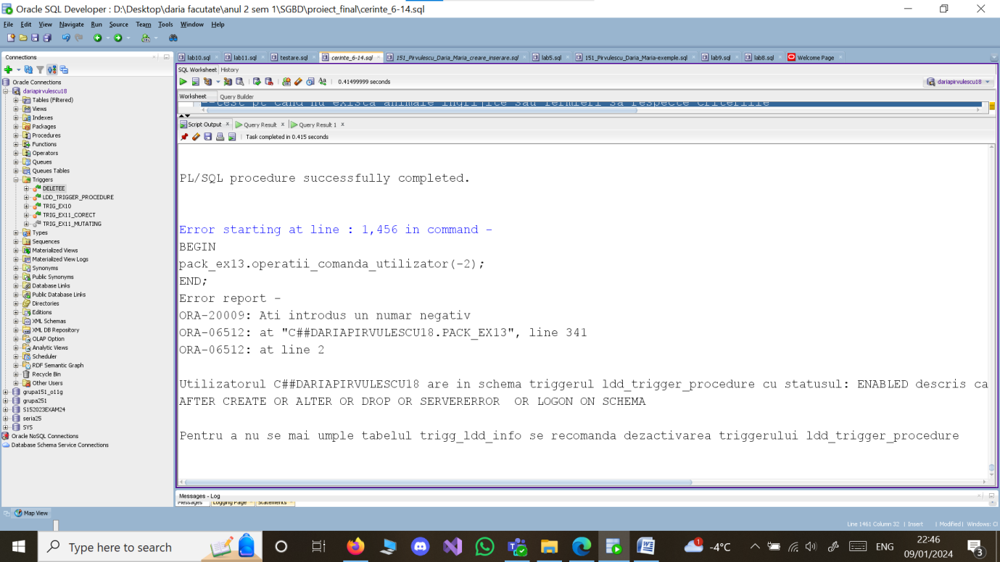 Oracle SQL Developer : D:\Desktop\daria facutate\anul 2 sem 1\SGBD\proiect_final\cerinte_6-14.sql
File Edit View Navigate Run Source Team Tools Window Help
Connections
Oracle Connections
dariapirvulescu18
Tables (Filtered)
Views
Indexes
Packages
Procedures
Functions
Operators
Queues
Queues Tables
Triggers
DELETEE
LDD_TRIGGER_PROCEDURE
TRIG_EX10
TRIG_EX11_CORECT
TRIG_EX11_MUTATING
Types
Sequences
Materialized Views
Materialized View Logs
Synonyms
Public Synonyms
Database Links
Public Database Links
Directories
Editions
XML Schemas
XML DB Repository
OLAP Option
Analytic Views
Scheduler
RDF Semantic Graph
Recycle Bin
Other Users
grupa151_o11g
grupa251
S152023EXAM24
seria25
SYS
Oracle NoSQL Connections
Database Schema Service Connections
lab10.sql lab11.sql testare.sql cerinte_6-14.sql 151_Pirvulescu_Daria_Maria_creare_inserare.sql lab5.sql 151_Pirvulescu_Daria_Maria-exemple.sql lab9.sql lab8.sql Welcome Page
SQL Worksheet History
0.41499999 seconds
dariapirvulescu18
Worksheet Query Builder
--test pt cand nu exista animale ingrijite sau fermieri sa respecte criteriile
Script Output Query Result Query Result 1
Task completed in 0.415 seconds
PL/SQL procedure successfully completed.
Error starting at line : 1,456 in command -
BEGIN
pack_ex13.operatii_comanda_utilizator(-2);
END;
Error report -
ORA-20009: Ati introdus un numar negativ
ORA-06512: at "C##DARIAPIRVULESCU18.PACK_EX13", line 341
ORA-06512: at line 2
Utilizatorul C##DARIAPIRVULESCU18 are in schema triggerul ldd_trigger_procedure cu statusul: ENABLED descris ca
AFTER CREATE OR ALTER OR DROP OR SERVERERROR OR LOGON ON SCHEMA
Pentru a nu se mai umple tabelul trigg_ldd_info se recomanda dezactivarea triggerului ldd_trigger_procedure
Messages - Log
Messages Logging Page Statements
Map View
Line 1461 Column 32 | Insert | Modified | Windows: C
Type here to search
1 -4°C ENG
22:46
09/01/2024
3